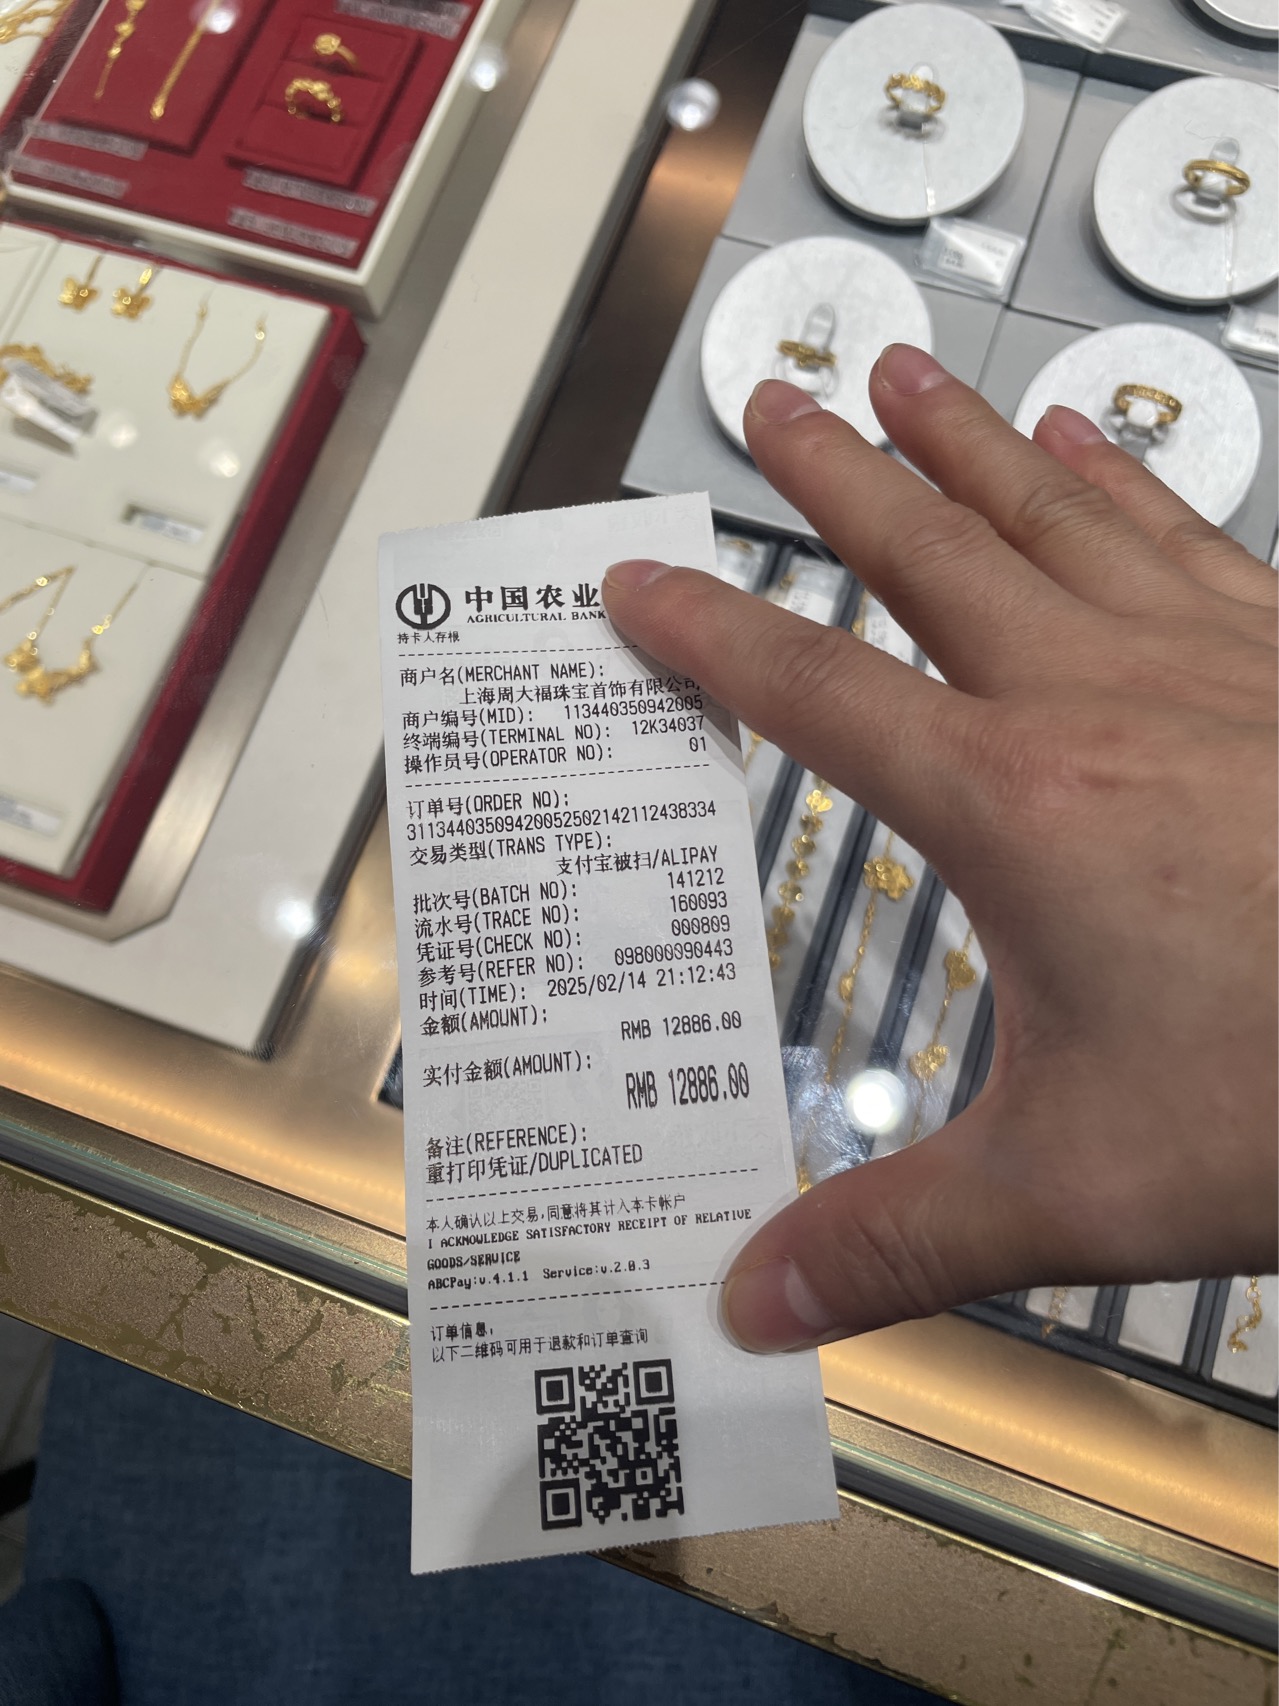 中国农业
AGRICULTURAL BANK
持卡人存根
商户名(MERCHANT NAME):
上海周大福珠宝首饰有限公司
商户编号(MID): 113440350942005
终端编号(TERMINAL NO): 12K34037
操作员号(OPERATOR NO): 01
订单号(ORDER NO):
31134403509420052502142112438334
交易类型(TRANS TYPE):
支付宝被扫/ALIPAY
批次号(BATCH NO): 141212
流水号(TRACE NO): 160093
凭证号(CHECK NO): 000809
参考号(REFER NO): 098000090443
时间(TIME): 2025/02/14 21:12:43
金额(AMOUNT):
RMB 12886.00
实付金额(AMOUNT):
RMB 12886.00
备注(REFERENCE):
重打印凭证/DUPLICATED
本人确认以上交易,同意将其计入本卡帐户
I ACKNOWLEDGE SATISFACTORY RECEIPT OF RELATIVE
GOODS/SERVICE
ABCPay:v.4.1.1 Service:v.2.0.3
订单信息:
以下二维码可用于退款和订单查询